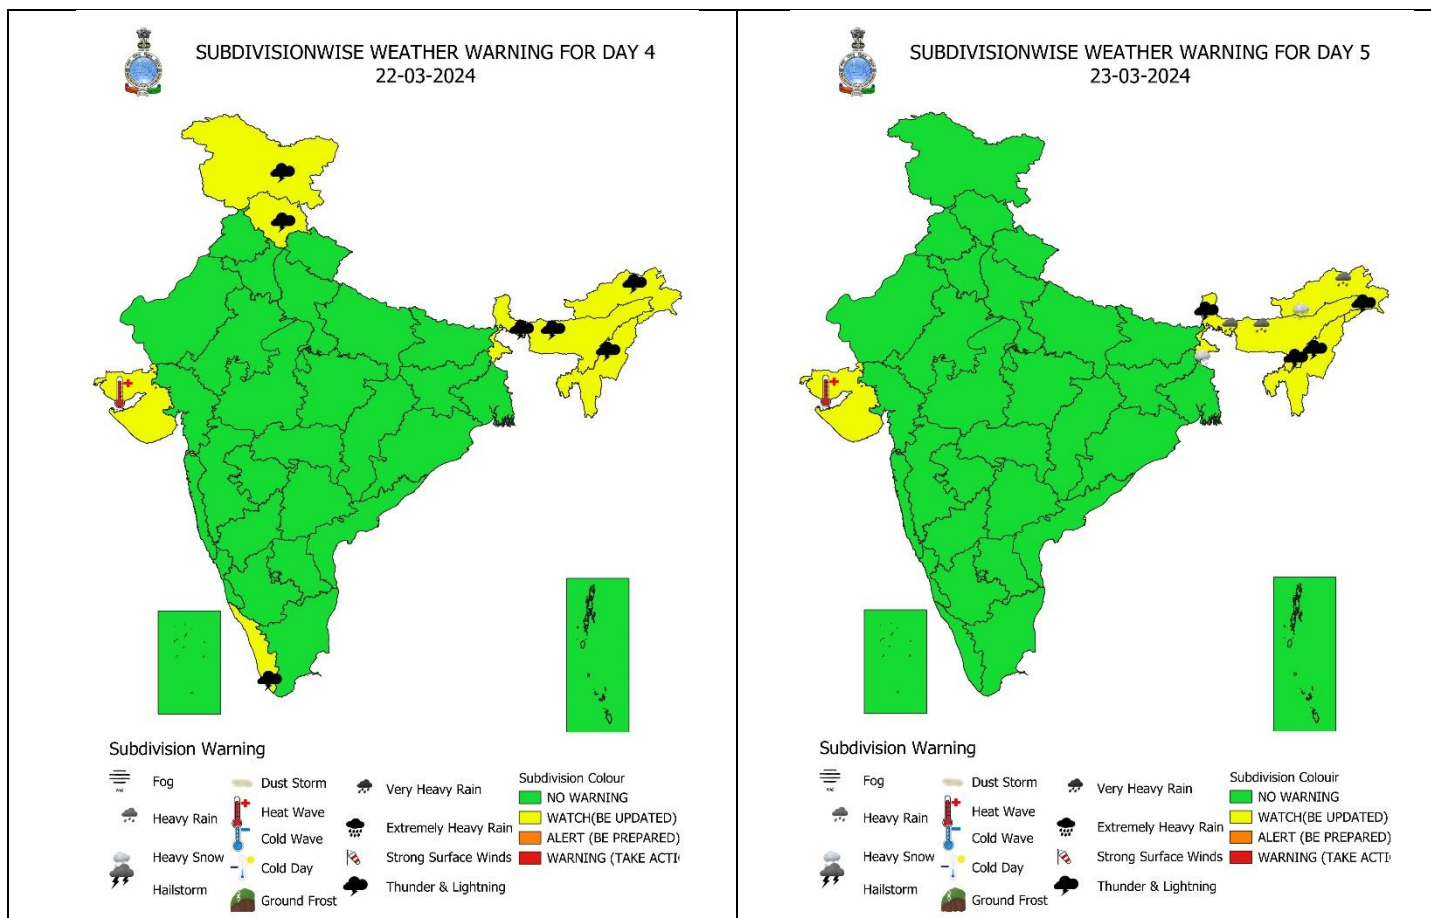 SUBDIVISIONWISE WEATHER WARNING FOR DAY 4
22-03-2024
Subdivision Warning
Fog
Heavy Rain
Heavy Snow
Hailstorm
Dust Storm
Heat Wave
Cold Wave
Cold Day
Ground Frost
Very Heavy Rain
Extremely Heavy Rain
Strong Surface Winds
Thunder & Lightning
Subdivision Colour
NO WARNING
WATCH(BE UPDATED)
ALERT (BE PREPARED)
WARNING (TAKE ACTI
SUBDIVISIONWISE WEATHER WARNING FOR DAY 5
23-03-2024
Subdivision Warning
Fog
Heavy Rain
Heavy Snow
Hailstorm
Dust Storm
Heat Wave
Cold Wave
Cold Day
Ground Frost
Very Heavy Rain
Extremely Heavy Rain
Strong Surface Winds
Thunder & Lightning
Subdivision Colouir
NO WARNING
WATCH(BE UPDATED)
ALERT (BE PREPARED)
WARNING (TAKE ACTI